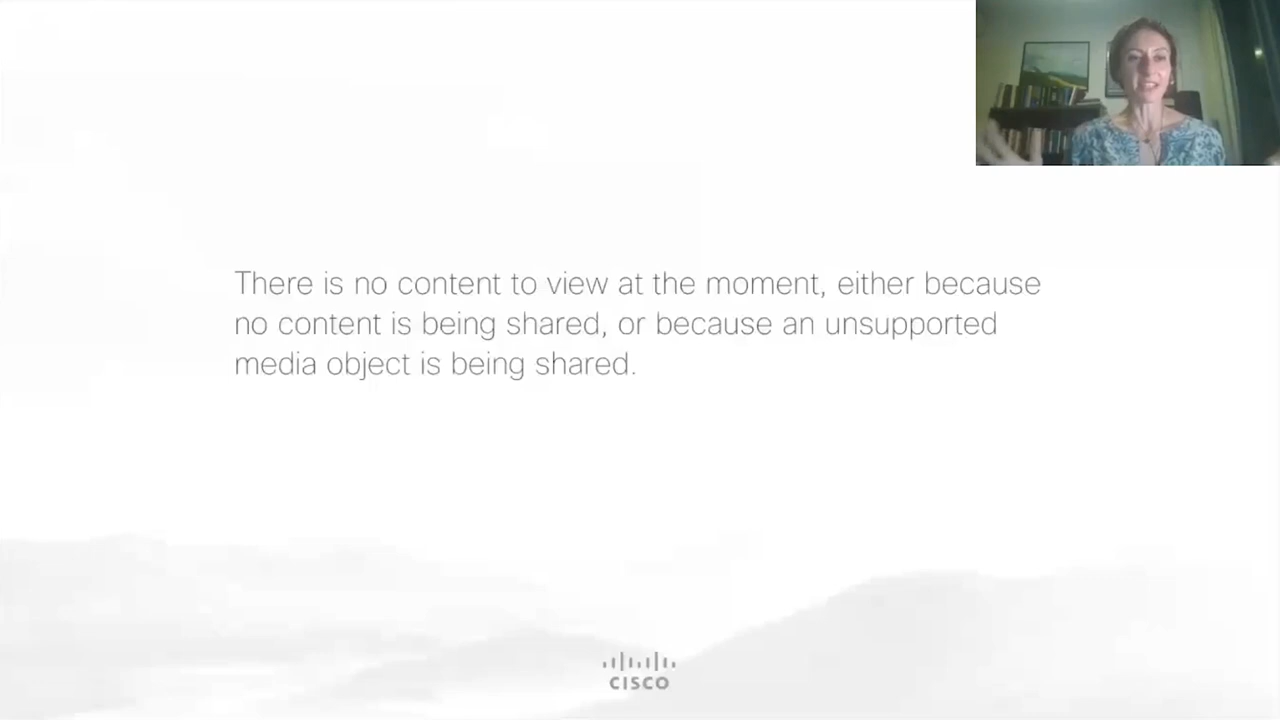 There is no content to view at the moment, either because
no content is being shared, or because an unsupported
media object is being shared.
CISCO